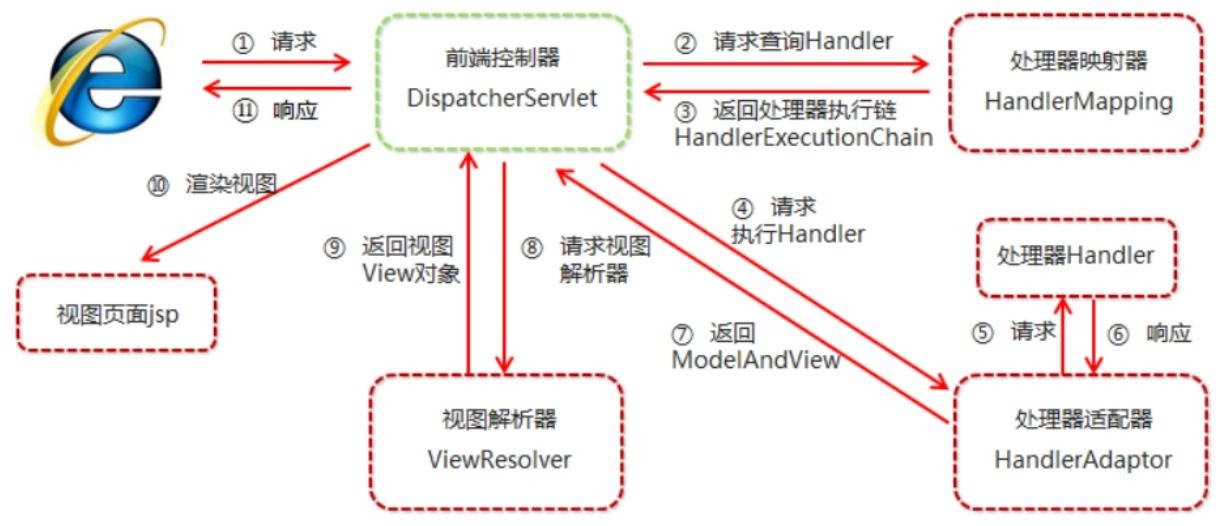 ① 请求
⑪ 响应
前端控制器
DispatcherServlet
② 请求查询Handler
③ 返回处理器执行链
HandlerExecutionChain
处理器映射器
HandlerMapping
⑩ 渲染视图
④ 请求
执行Handler
⑨ 返回视图
View对象
⑧ 请求视图
解析器
处理器Handler
视图页面jsp
⑦ 返回
ModelAndView
⑤ 请求
⑥ 响应
视图解析器
ViewResolver
处理器适配器
HandlerAdaptor